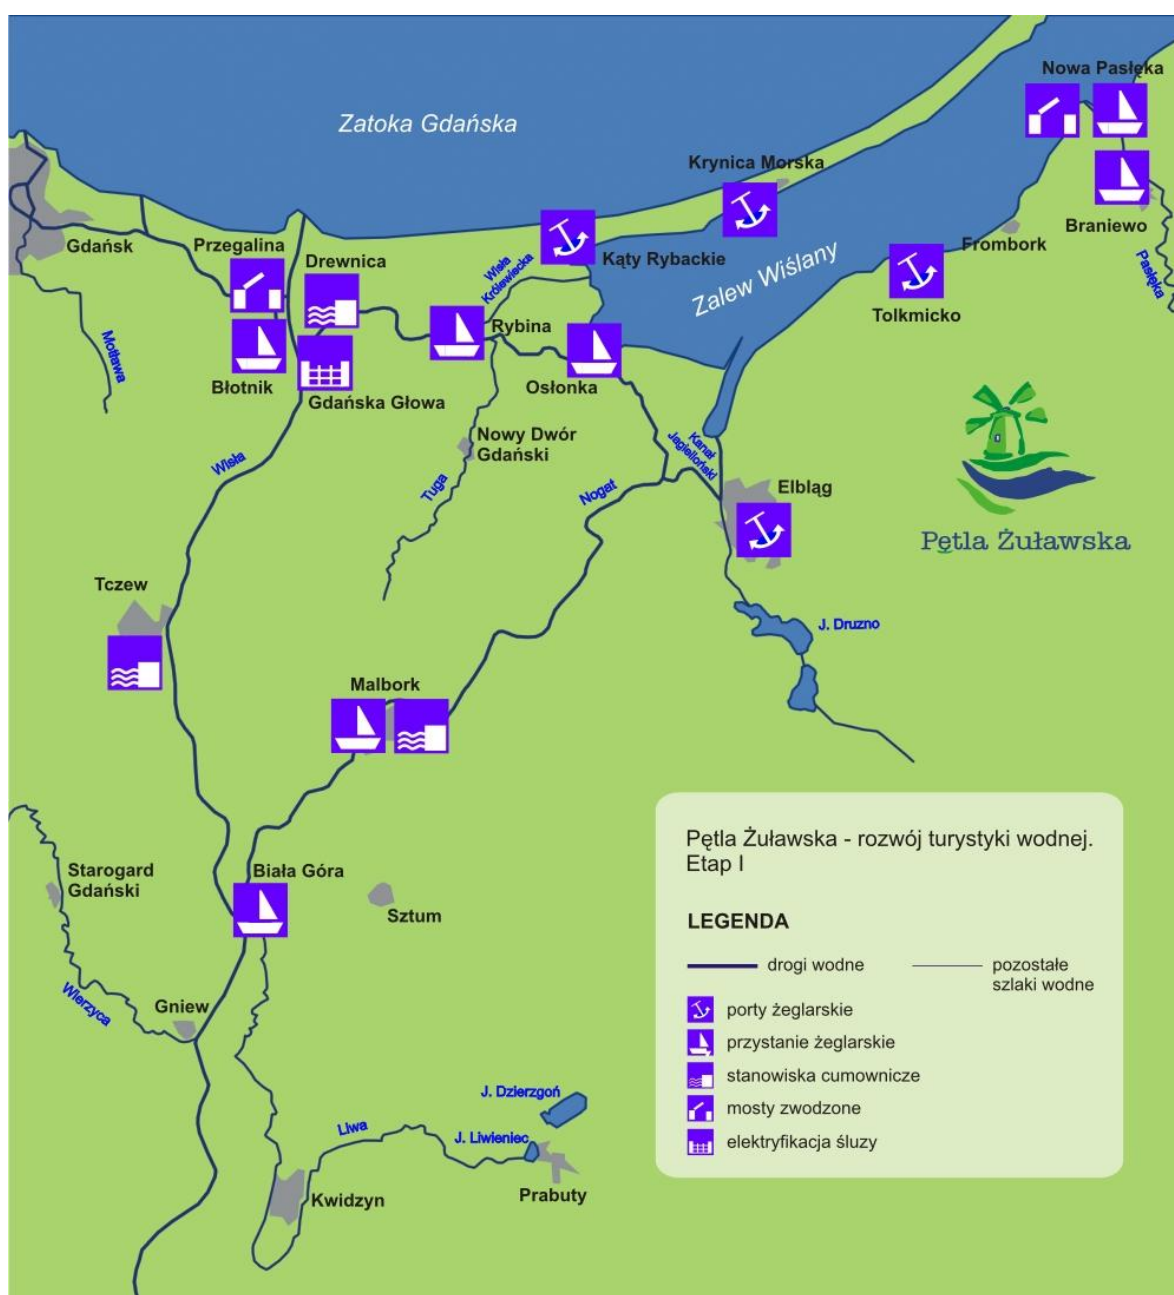 Nowa Pasłęka
Zatoka Gdańska
Krynica Morska
Braniewo
Gdańsk
Przegalina
Drewnica
Wisła
Królewiecka
Kąty Rybackie
Zalew Wiślany
Frombork
Pasłęka
Tolkmicko
Motława
Błotnik
Gdańska Głowa
Rybina
Osłonka
Wisła
Nowy Dwór
Gdański
Tuga
Nogat
Kanał
Jagielloński
Elbląg
Pętla Żuławska
Tczew
J. Druzno
Malbork
Starogard
Gdański
Biała Góra
Sztum
Wierzyca
Gniew
Liwa
J. Dzierzgoń
J. Liwieniec
Kwidzyn
Prabuty
Pętla Żuławska - rozwój turystyki wodnej.
Etap I
LEGENDA
drogi wodne
pozostałe
szlaki wodne
porty żeglarskie
przystanie żeglarskie
stanowiska cumownicze
mosty zwodzone
elektryfikacja śluzy